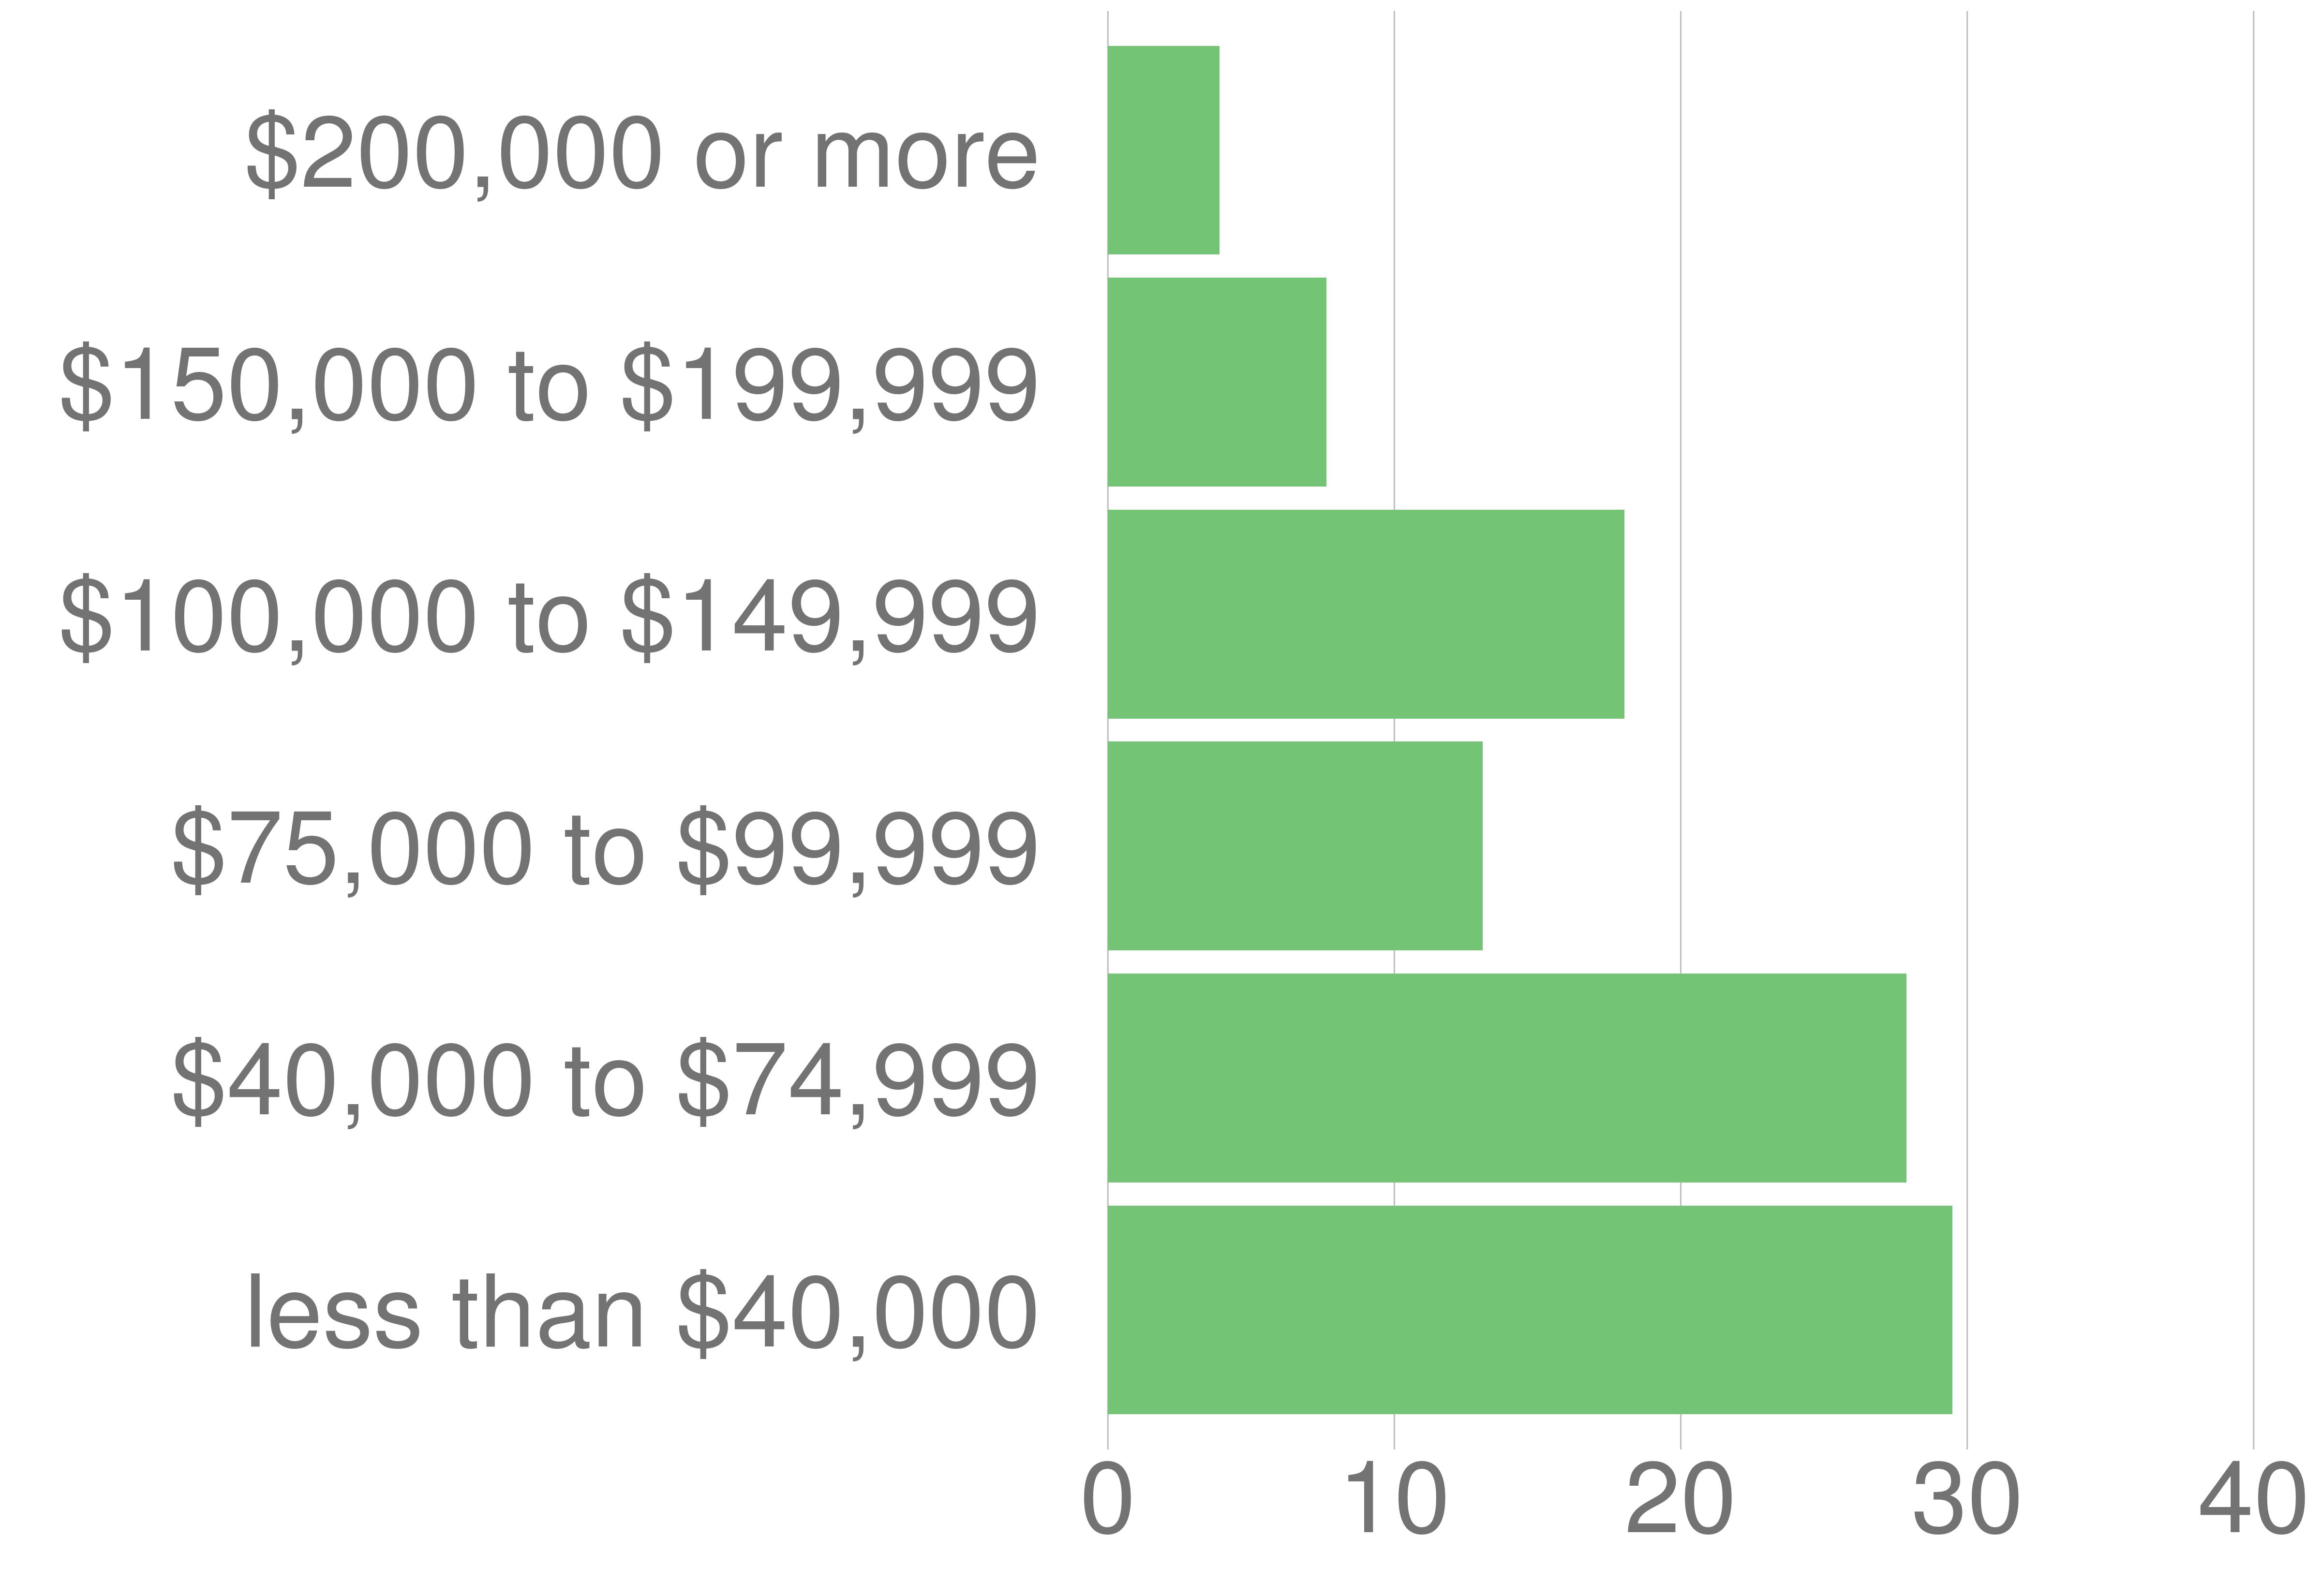 $200,000 or more
$150,000 to $199,999
$100,000 to $149,999
$75,000 to $99,999
$40,000 to $74,999
less than $40,000
0 10 20 30 40